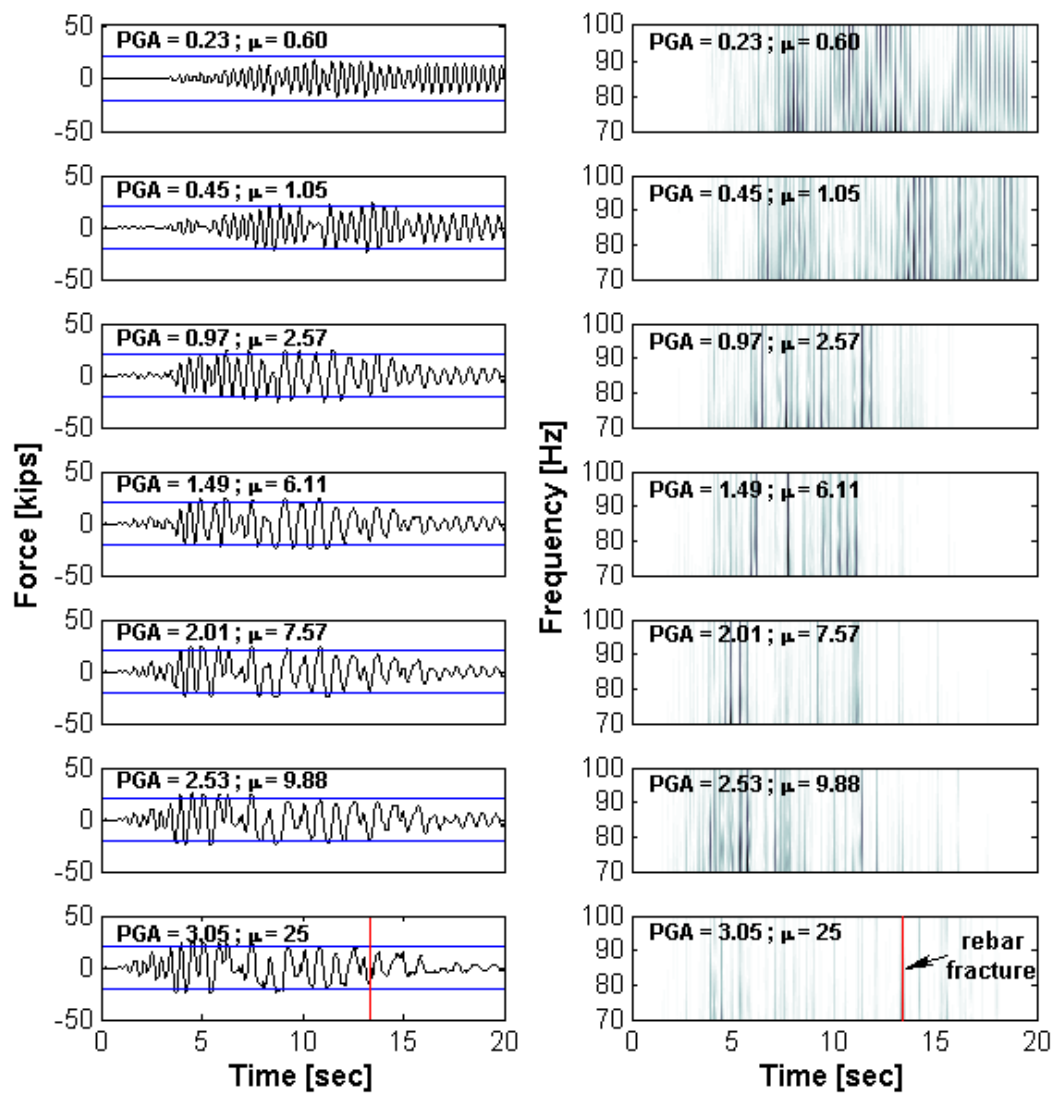 50
PGA = 0.23 ; μ = 0.60
0
-50
50
PGA = 0.45 ; μ = 1.05
0
-50
50
PGA = 0.97 ; μ = 2.57
0
-50
50
PGA = 1.49 ; μ = 6.11
0
-50
50
PGA = 2.01 ; μ = 7.57
0
-50
50
PGA = 2.53 ; μ = 9.88
0
-50
50
PGA = 3.05 ; μ = 25
0
-50
0 5 10 15 20
Time [sec]
Force [kips]
100
PGA = 0.23 ; μ = 0.60
90
80
70
100
PGA = 0.45 ; μ = 1.05
90
80
70
100
PGA = 0.97 ; μ = 2.57
90
80
70
100
PGA = 1.49 ; μ = 6.11
90
80
70
100
PGA = 2.01 ; μ = 7.57
90
80
70
100
PGA = 2.53 ; μ = 9.88
90
80
70
100
PGA = 3.05 ; μ = 25
90
rebar
fracture
80
70
0 5 10 15 20
Time [sec]
Frequency [Hz]